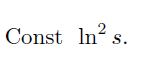 Const ln² s.